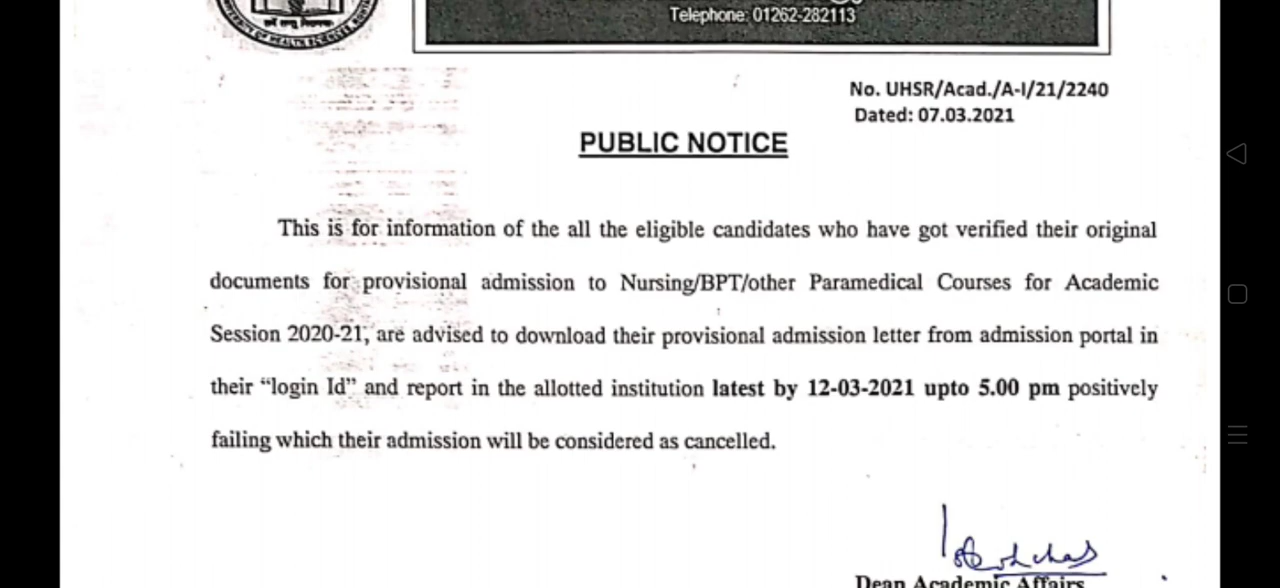 UNIVERSITY OF HEALTH SCIENCES
Telephone: 01262-282113
No. UHSR/Acad./A-I/21/2240
Dated: 07.03.2021
PUBLIC NOTICE
This is for information of the all the eligible candidates who have got verified their original
documents for provisional admission to Nursing/BPT/other Paramedical Courses for Academic
Session 2020-21, are advised to download their provisional admission letter from admission portal in
their “login Id” and report in the allotted institution latest by 12-03-2021 upto 5.00 pm positively
failing which their admission will be considered as cancelled.
Dean Academic Affairs